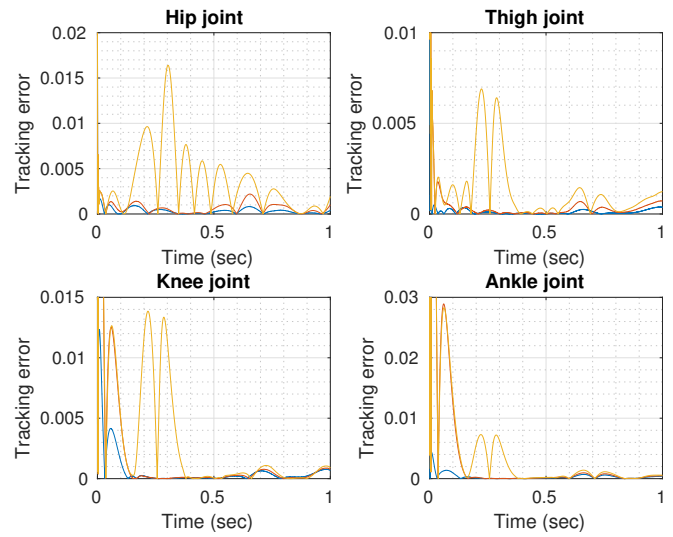 Hip joint
Tracking error
0.02
0.015
0.01
0.005
0
0 0.5 1
Time (sec)
Thigh joint
Tracking error
0.01
0.005
0
0 0.5 1
Time (sec)
Knee joint
Tracking error
0.015
0.01
0.005
0
0 0.5 1
Time (sec)
Ankle joint
Tracking error
0.03
0.02
0.01
0
0 0.5 1
Time (sec)